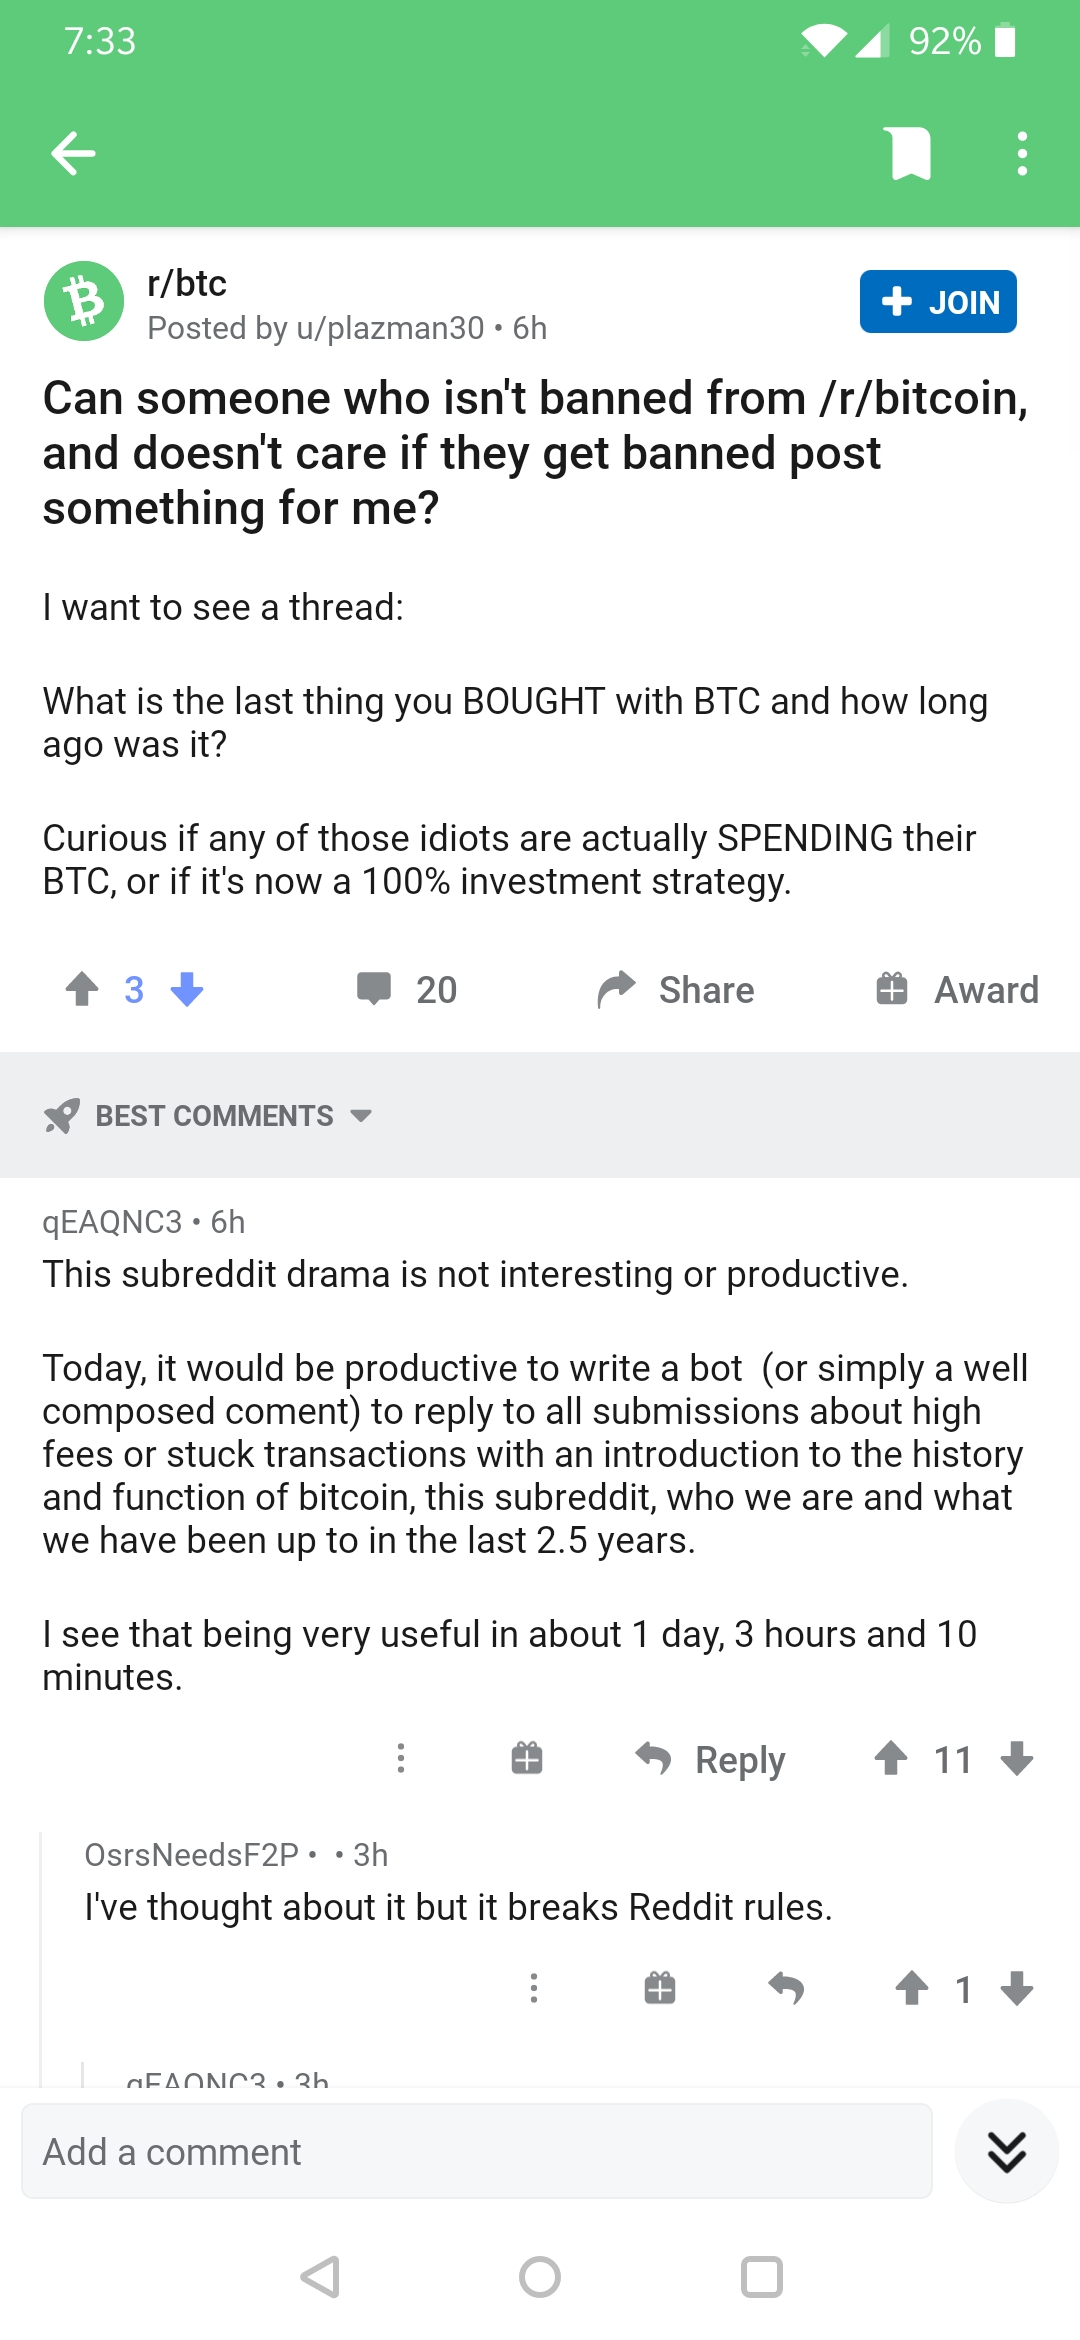 7:33
92%
r/btc
Posted by u/plazman30 • 6h
+ JOIN
Can someone who isn't banned from /r/bitcoin,
and doesn't care if they get banned post
something for me?
I want to see a thread:
What is the last thing you BOUGHT with BTC and how long
ago was it?
Curious if any of those idiots are actually SPENDING their
BTC, or if it's now a 100% investment strategy.
3
20
Share
Award
BEST COMMENTS
qEAQNC3 • 6h
This subreddit drama is not interesting or productive.
Today, it would be productive to write a bot  (or simply a well
composed coment) to reply to all submissions about high
fees or stuck transactions with an introduction to the history
and function of bitcoin, this subreddit, who we are and what
we have been up to in the last 2.5 years.
I see that being very useful in about 1 day, 3 hours and 10
minutes.
Reply
11
OsrsNeedsF2P •  • 3h
I've thought about it but it breaks Reddit rules.
1
qEAQNC3 • 3h
Add a comment